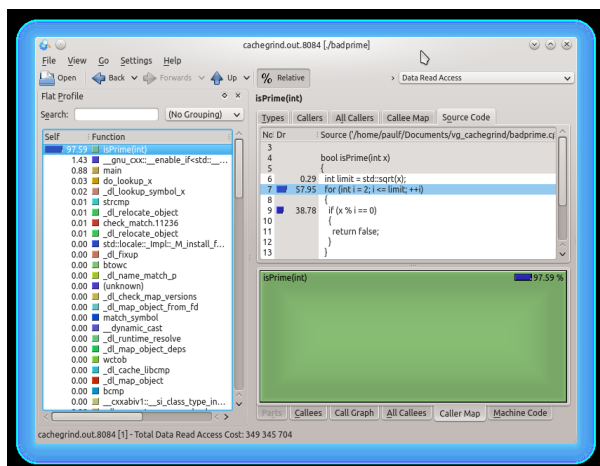 cachegrind.out.8084 [./badprime]
File View Go Settings Help
Open Back Forwards Up % Relative > Data Read Access
Flat Profile
Search: (No Grouping)
Self Function
97.59 isPrime(int)
1.43 __gnu_cxx::__enable_if<std::__...
0.88 main
0.03 do_lookup_x
0.02 _dl_lookup_symbol_x
0.01 strcmp
0.01 _dl_relocate_object
0.01 check_match.11236
0.00 std::locale::_Impl::_M_install_f...
0.00 _dl_fixup
0.00 btowc
0.00 _dl_name_match_p
0.00 (unknown)
0.00 _dl_check_map_versions
0.00 _dl_map_object_from_fd
0.00 match_symbol
0.00 __dynamic_cast
0.00 _dl_runtime_resolve
0.00 _dl_map_object_deps
0.00 wctob
0.00 _dl_cache_libcmp
0.00 _dl_map_object
0.00 bcmp
0.00 __cxxabiv1::__si_class_type_in...
isPrime(int)
Types Callers All Callers Callee Map Source Code
Nc Dr Source ('/home/paulf/Documents/vg_cachegrind/badprime.cp
3
4 bool isPrime(int x)
5 {
6 0.29 int limit = std::sqrt(x);
7 57.95 for (int i = 2; i <= limit; ++i)
8 {
9 38.78 if (x % i == 0)
10 {
11 return false;
12 }
13 }
isPrime(int) 97.59 %
Parts Callees Call Graph All Callees Caller Map Machine Code
cachegrind.out.8084 [1] - Total Data Read Access Cost: 349 345 704